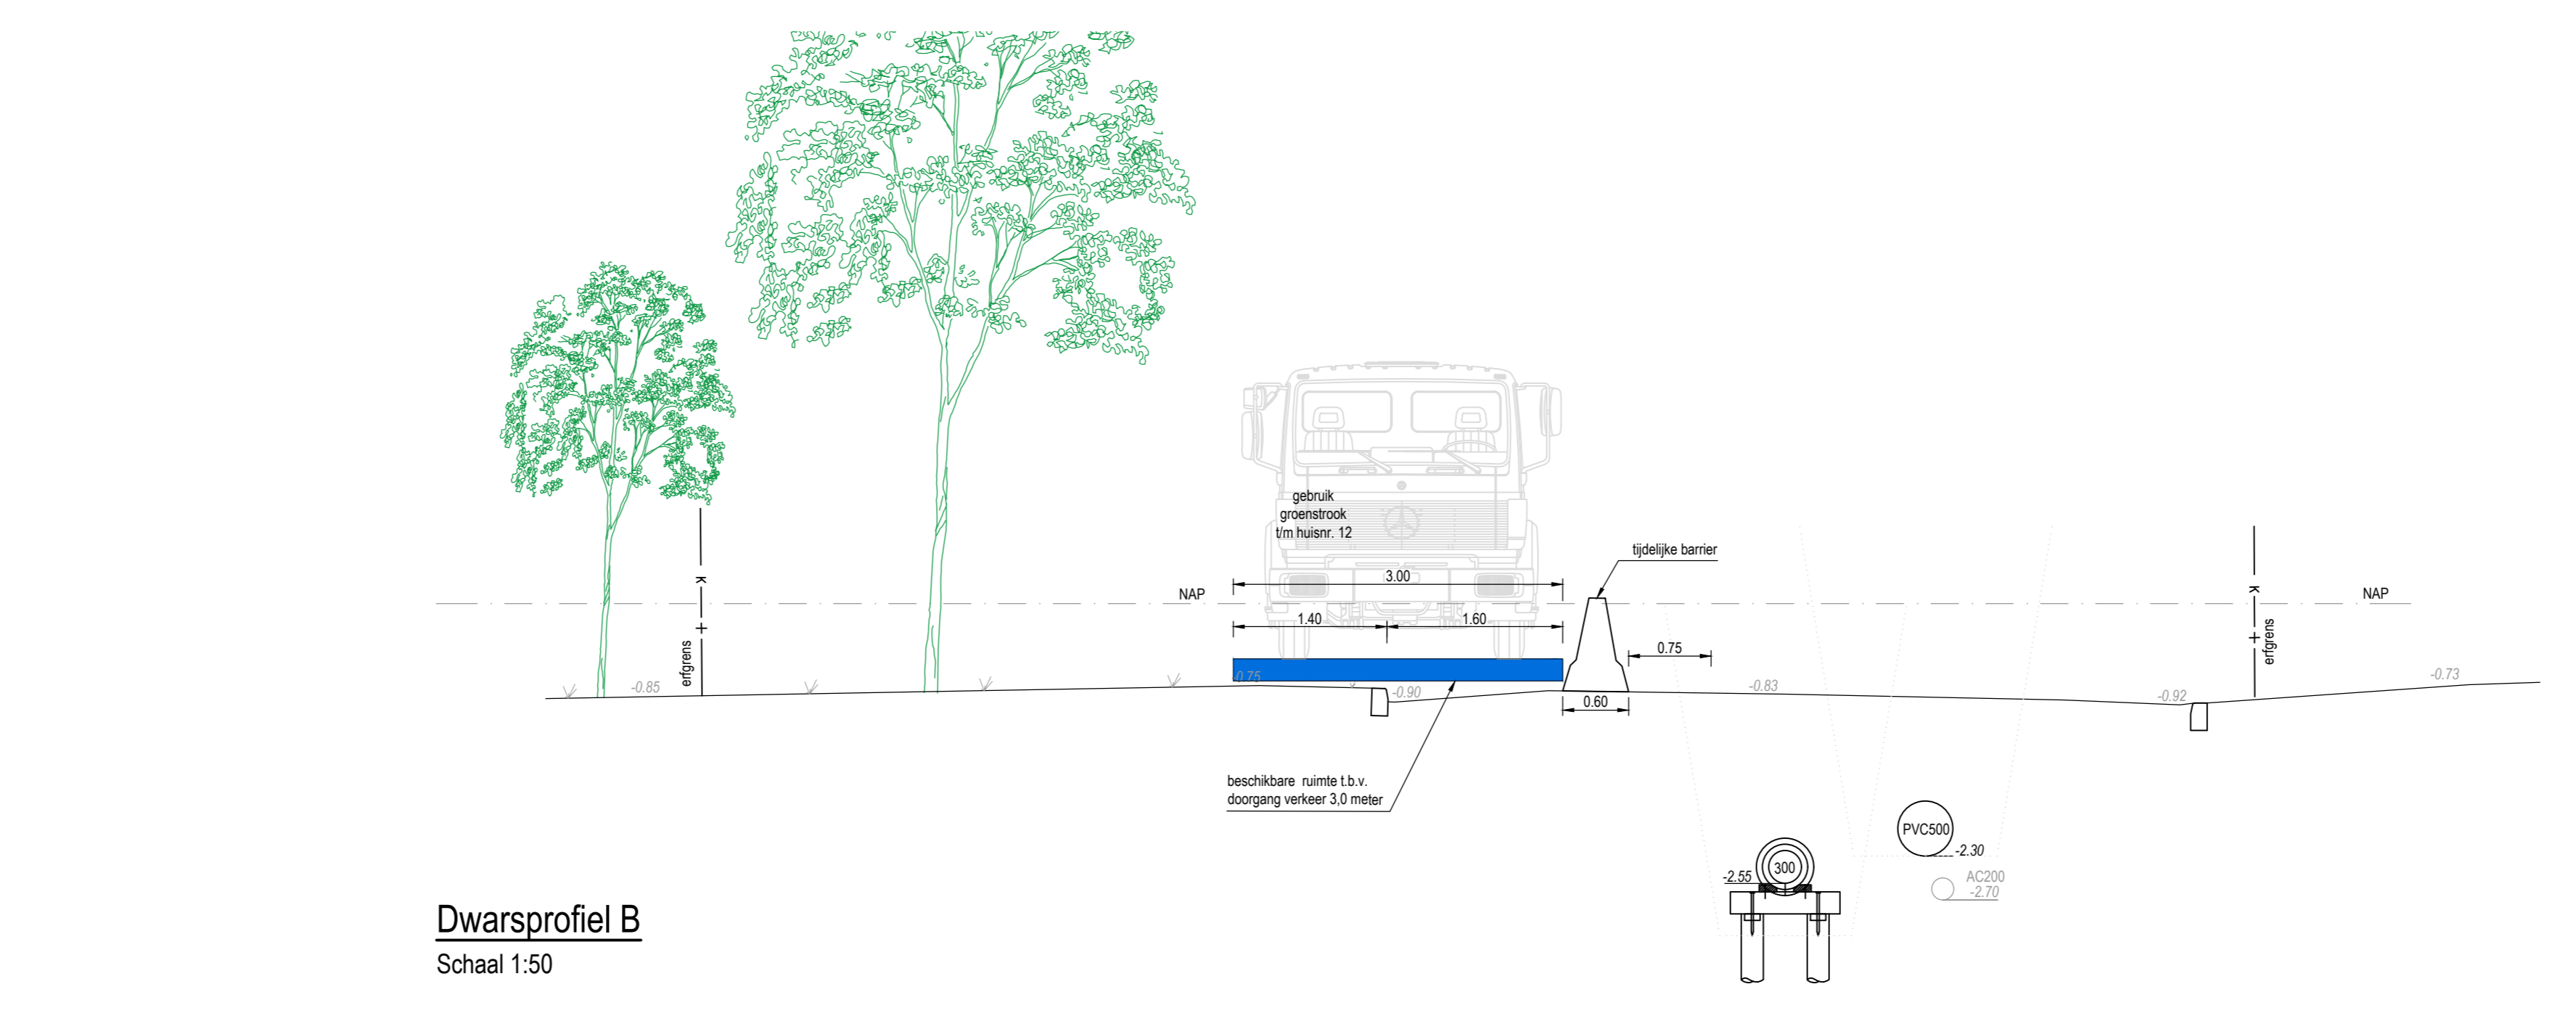 gebruik
groenstrook
t/m huisnr. 12
tijdelijke barrier
3.00
NAP
NAP
K
K
1.40
1.60
0.75
erfgrens
erfgrens
-0.85
-0.75
-0.90
-0.83
-0.92
-0.73
0.60
beschikbare ruimte t.b.v.
doorgang verkeer 3,0 meter
PVC500
-2.30
300
-2.55
AC200
-2.70
Dwarsprofiel B
Schaal 1:50